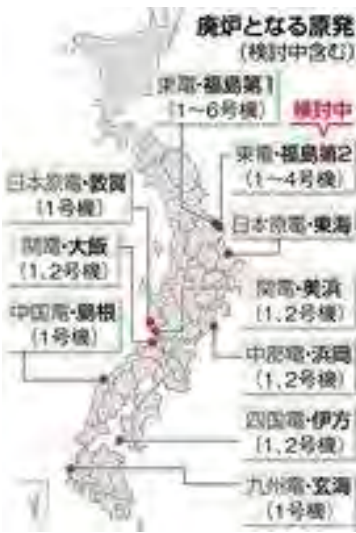 廃炉となる原発
(検討中含む)
東電・福島第1
(1〜6号機)
検討中
東電・福島第2
(1〜4号機)
日本原電・敦賀
(1号機)
日本原電・東海
関電・大飯
(1、2号機)
関電・美浜
(1、2号機)
中国電・島根
(1号機)
中部電・浜岡
(1、2号機)
四国電・伊方
(1、2号機)
九州電・玄海
(1号機)